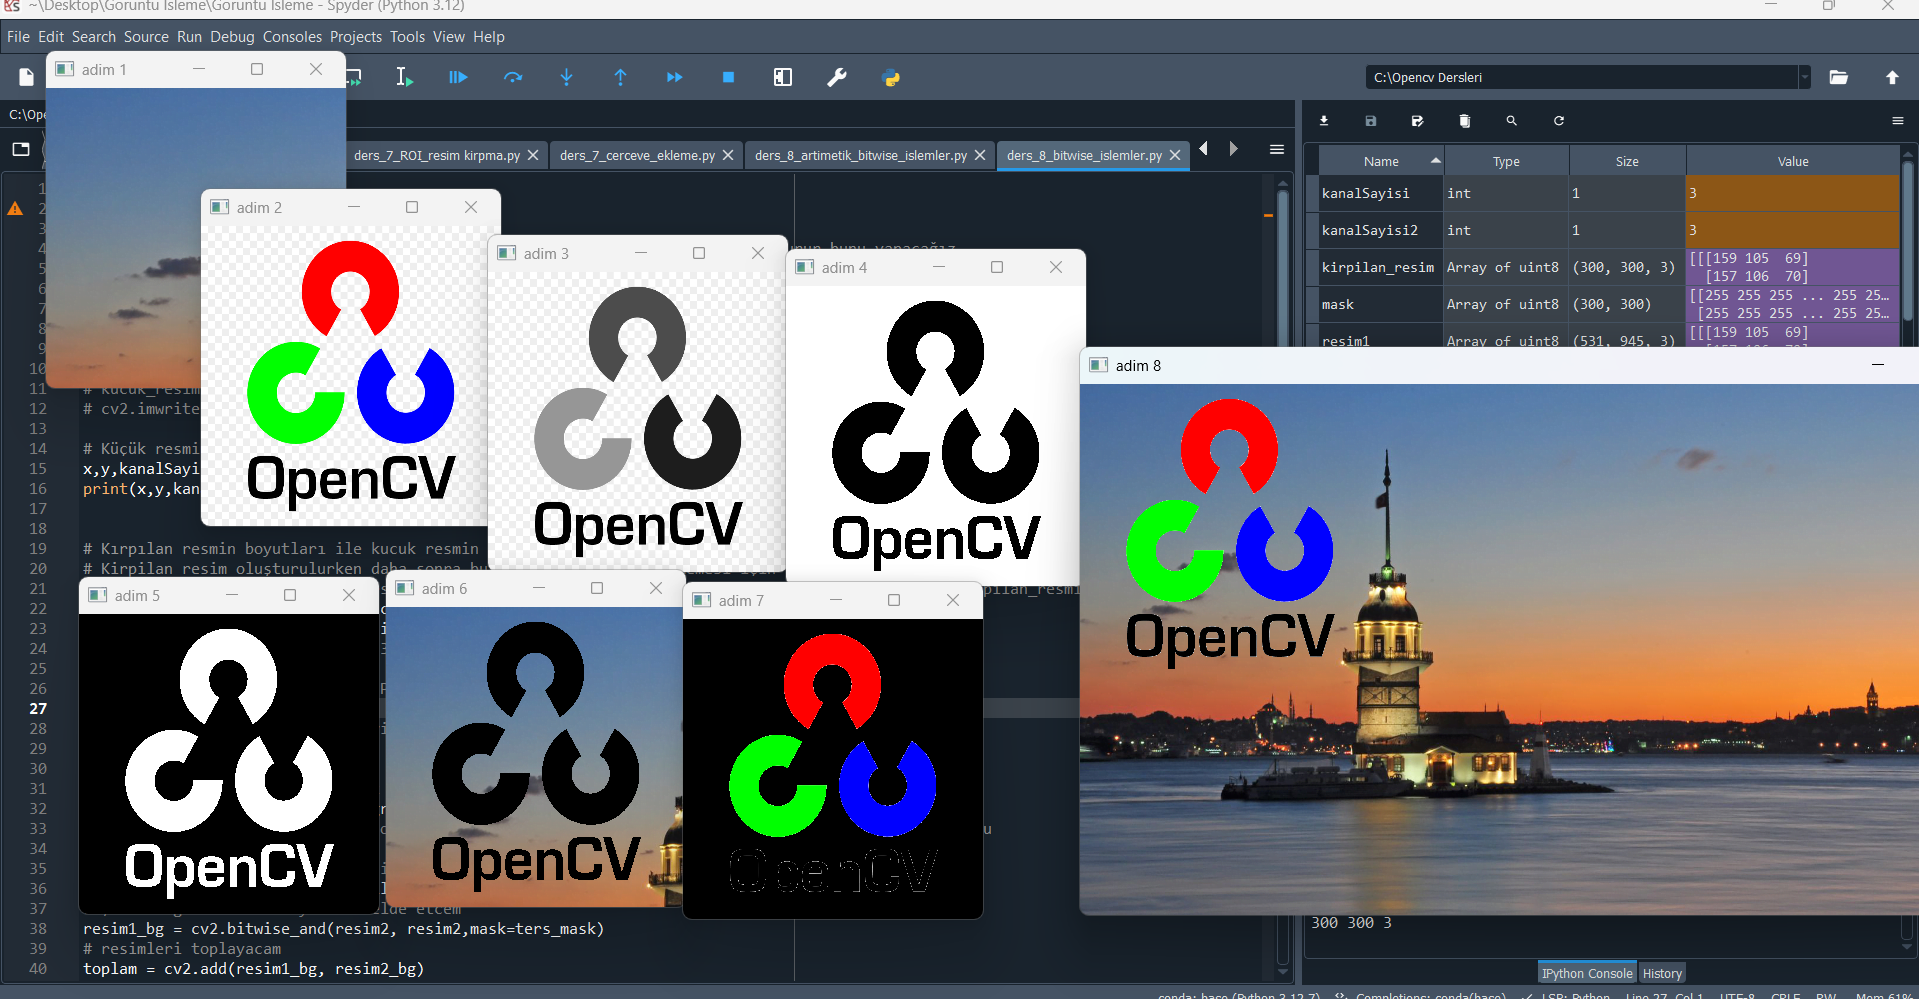 ~\Desktop\Goruntu Isleme\Goruntu Isleme - Spyder (Python 3.12)
File Edit Search Source Run Debug Consoles Projects Tools View Help
adim 1
C:\Opencv Dersleri
C:\Ope
ders_7_ROI_resim kirpma.py
ders_7_cerceve_ekleme.py
ders_8_artimetik_bitwise_islemler.py
ders_8_bitwise_islemler.py
Name Type Size Value
kanalSayisi int 1 3
kanalSayisi2 int 1 3
kirpilan_resim Array of uint8 (300, 300, 3) [[[159 105 69]
[157 106 70]
mask Array of uint8 (300, 300) [[255 255 255 ... 255 25...
[255 255 255 ... 255 25...
resim1 Array of uint8 (531, 945, 3) [[[159 105 69]
adim 2
OpenCV
adim 3
OpenCV
adim 4
OpenCV
adim 8
OpenCV
1
2
3
4
5
6
7
8
9
10
11 # kucuk_resim
12 # cv2.imwrite
13
14 # Küçük resmi
15 x,y,kanalSayi
16 print(x,y,kan
17
18
19 # Kırpılan resmin boyutları ile kucuk resmin
20 # Kirpilan resim oluşturulurken daha sonra bu
21
22
23
24
25
26
27
28
29
30
31
32
33
34
35
36
37
38 resim1_bg = cv2.bitwise_and(resim2, resim2,mask=ters_mask)
39 # resimleri toplayacam
40 toplam = cv2.add(resim1_bg, resim2_bg)
adim 5
OpenCV
adim 6
OpenCV
adim 7
OpenCV
300 300 3
IPython Console History
conda: base (Python 3.12.7) Completions: conda(base) LSP: Python Line 27, Col 1 UTF-8 CRLF RW Mem 61%